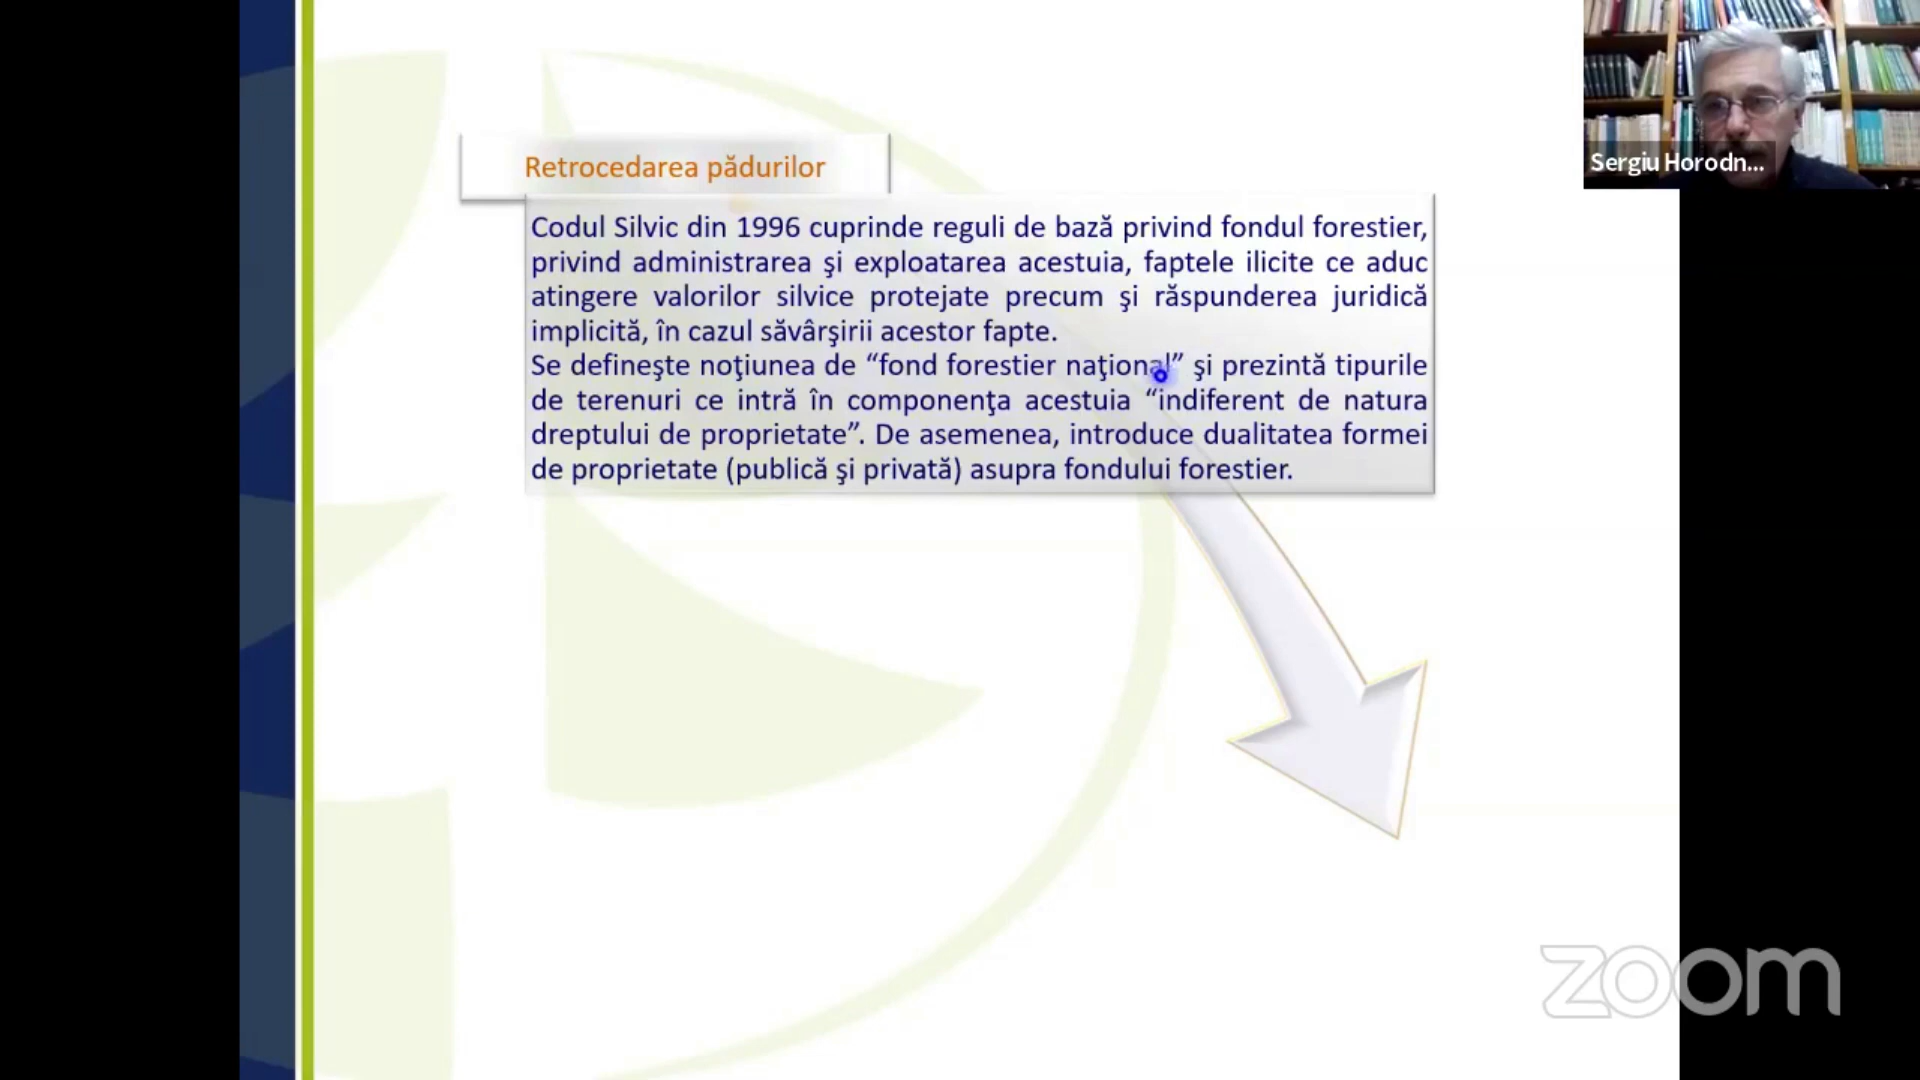 Retrocedarea pădurilor
Codul Silvic din 1996 cuprinde reguli de bază privind fondul forestier,
privind administrarea şi exploatarea acestuia, faptele ilicite ce aduc
atingere valorilor silvice protejate precum şi răspunderea juridică
implicită, în cazul săvârşirii acestor fapte.
Se defineşte noţiunea de “fond forestier naţional” şi prezintă tipurile
de terenuri ce intră în componenţa acestuia “indiferent de natura
dreptului de proprietate”. De asemenea, introduce dualitatea formei
de proprietate (publică şi privată) asupra fondului forestier.
Sergiu Horodn...
zoom